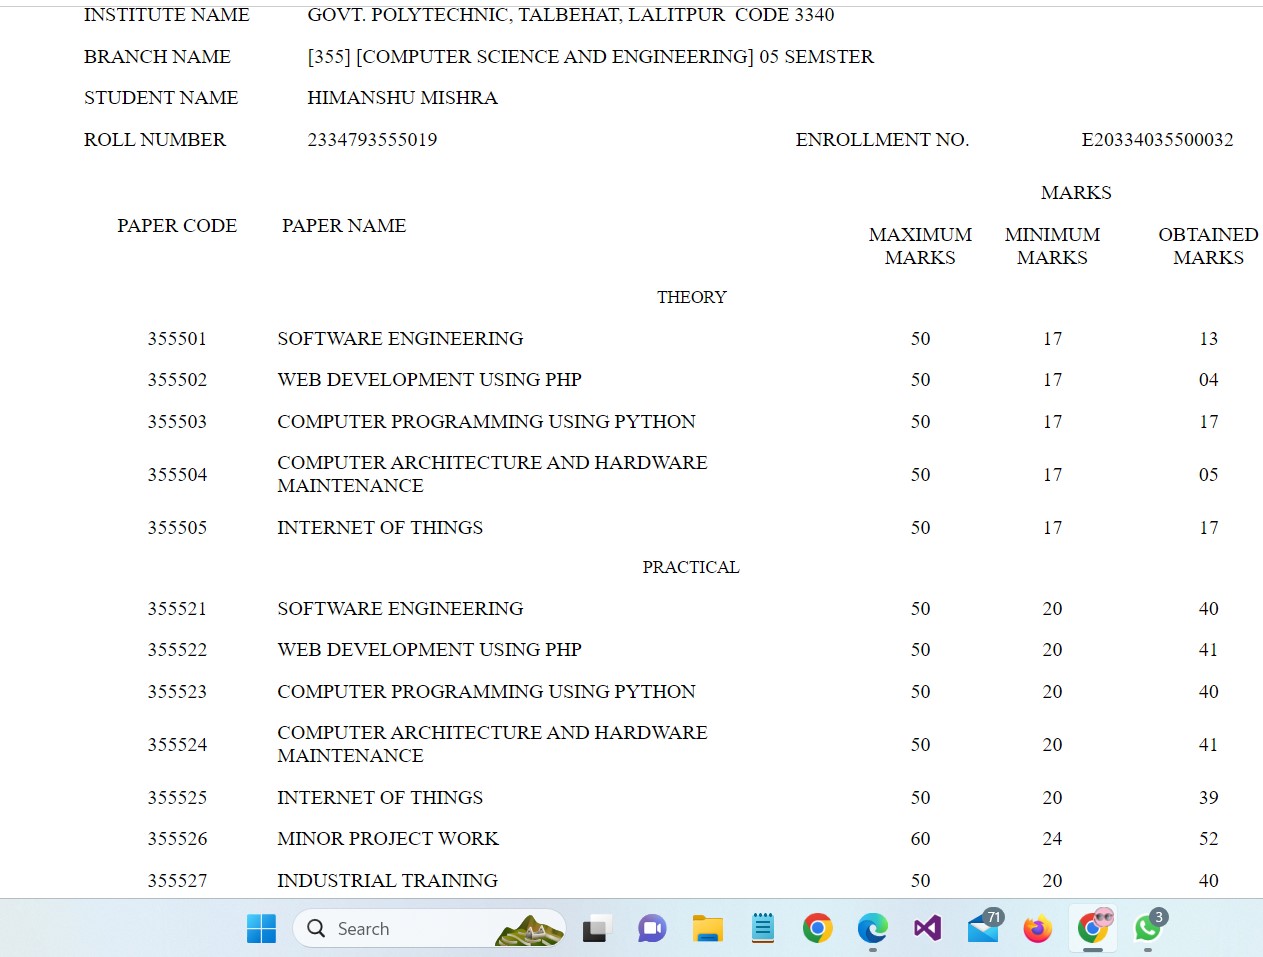 INSTITUTE NAME GOVT. POLYTECHNIC, TALBEHAT, LALITPUR CODE 3340
BRANCH NAME [355] [COMPUTER SCIENCE AND ENGINEERING] 05 SEMSTER
STUDENT NAME HIMANSHU MISHRA
ROLL NUMBER 2334793555019 ENROLLMENT NO. E20334035500032
MARKS
PAPER CODE PAPER NAME
MAXIMUM MINIMUM OBTAINED
MARKS MARKS MARKS
THEORY
355501 SOFTWARE ENGINEERING 50 17 13
355502 WEB DEVELOPMENT USING PHP 50 17 04
355503 COMPUTER PROGRAMMING USING PYTHON 50 17 17
COMPUTER ARCHITECTURE AND HARDWARE
355504 50 17 05
MAINTENANCE
355505 INTERNET OF THINGS 50 17 17
PRACTICAL
355521 SOFTWARE ENGINEERING 50 20 40
355522 WEB DEVELOPMENT USING PHP 50 20 41
355523 COMPUTER PROGRAMMING USING PYTHON 50 20 40
COMPUTER ARCHITECTURE AND HARDWARE
355524 50 20 41
MAINTENANCE
355525 INTERNET OF THINGS 50 20 39
355526 MINOR PROJECT WORK 60 24 52
355527 INDUSTRIAL TRAINING 50 20 40
Search 71 3